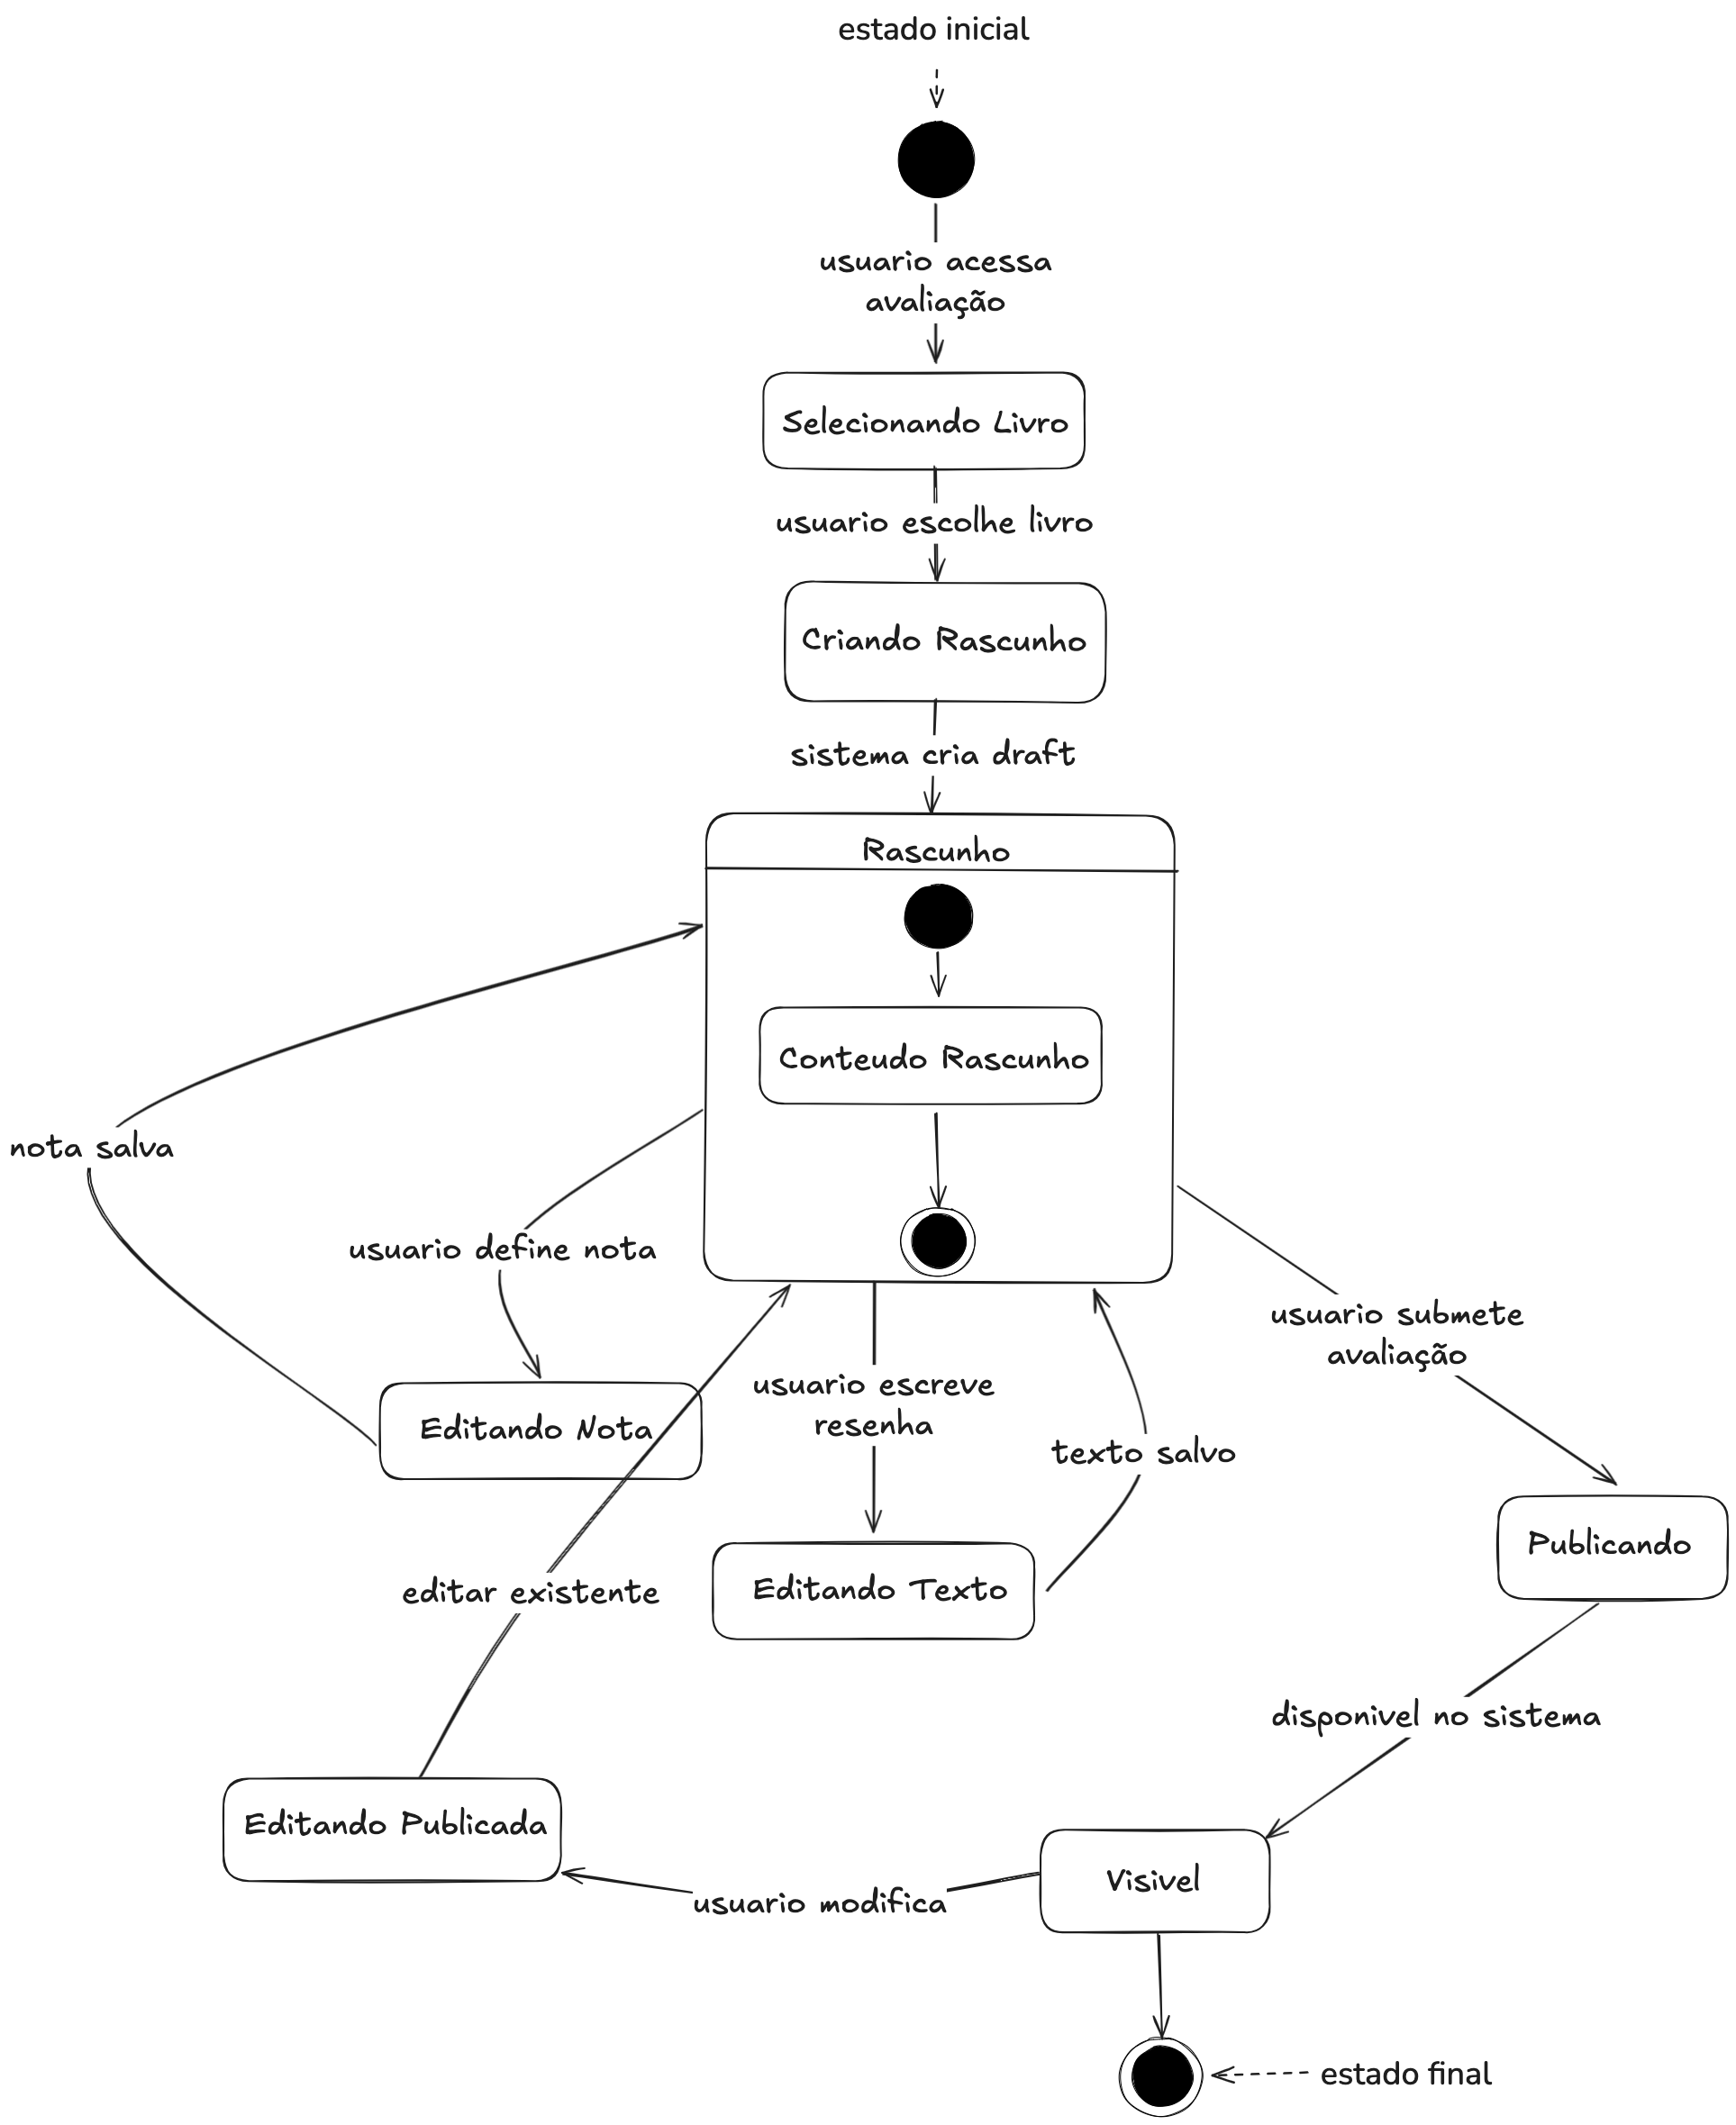 estado inicial
usuario acessa
avaliação
Selecionando Livro
usuario escolhe livro
Criando Rascunho
sistema cria draft
Rascunho
Conteudo Rascunho
nota salva
usuario define nota
usuario submete
avaliação
usuario escreve
resenha
Editando Nota
texto salvo
Publicando
editar existente
Editando Texto
disponivel no sistema
Editando Publicada
Visivel
usuario modifica
estado final